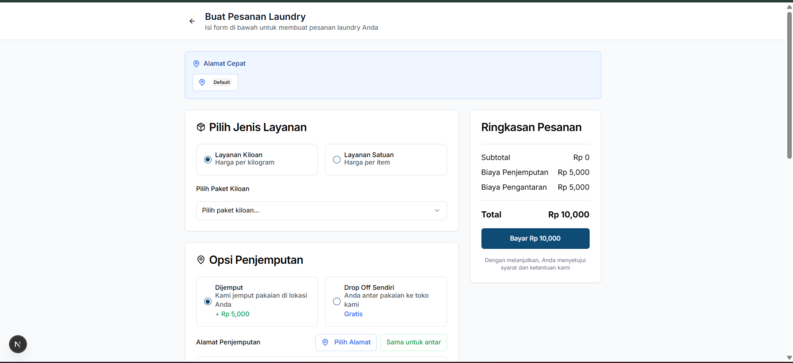 Buat Pesanan Laundry
Isi form di bawah untuk membuat pesanan laundry Anda
Alamat Cepat
Default
Pilih Jenis Layanan
Layanan Kiloan
Harga per kilogram
Layanan Satuan
Harga per item
Pilih Paket Kiloan
Pilih paket kiloan...
Opsi Penjemputan
Dijemput
Kami jemput pakaian di lokasi
Anda
+ Rp 5,000
Drop Off Sendiri
Anda antar pakaian ke toko
kami
Gratis
Alamat Penjemputan
Pilih Alamat
Sama untuk antar
Ringkasan Pesanan
Subtotal Rp 0
Biaya Penjemputan Rp 5,000
Biaya Pengantaran Rp 5,000
Total Rp 10,000
Bayar Rp 10,000
Dengan melanjutkan, Anda menyetujui
syarat dan ketentuan kami
N